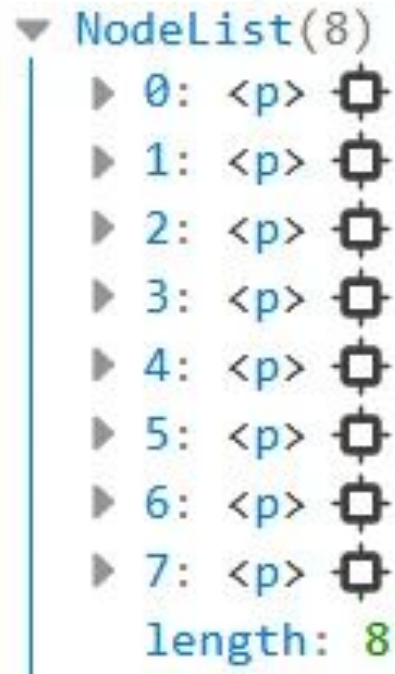 NodeList(8)
0: <p>
1: <p>
2: <p>
3: <p>
4: <p>
5: <p>
6: <p>
7: <p>
length: 8